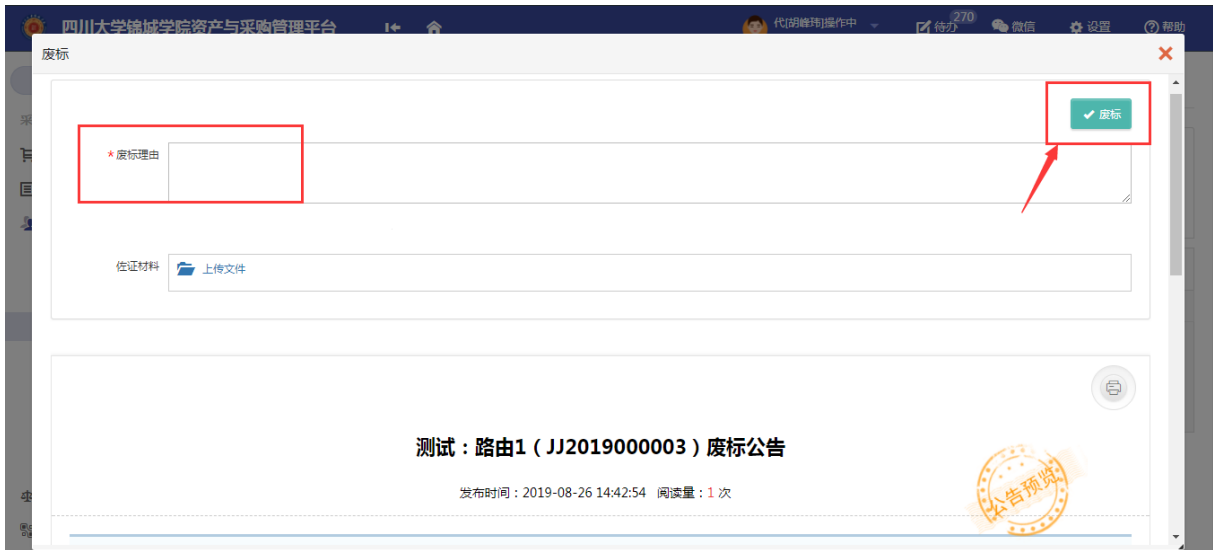 四川大学锦城学院资产与采购管理平台
代[胡峰玮]操作中
待办
270
微信
设置
帮助
废标
采
废标
*废标理由
佐证材料
上传文件
测试：路由1（JJ2019000003）废标公告
发布时间：2019-08-26 14:42:54 阅读量：1 次
公告预览